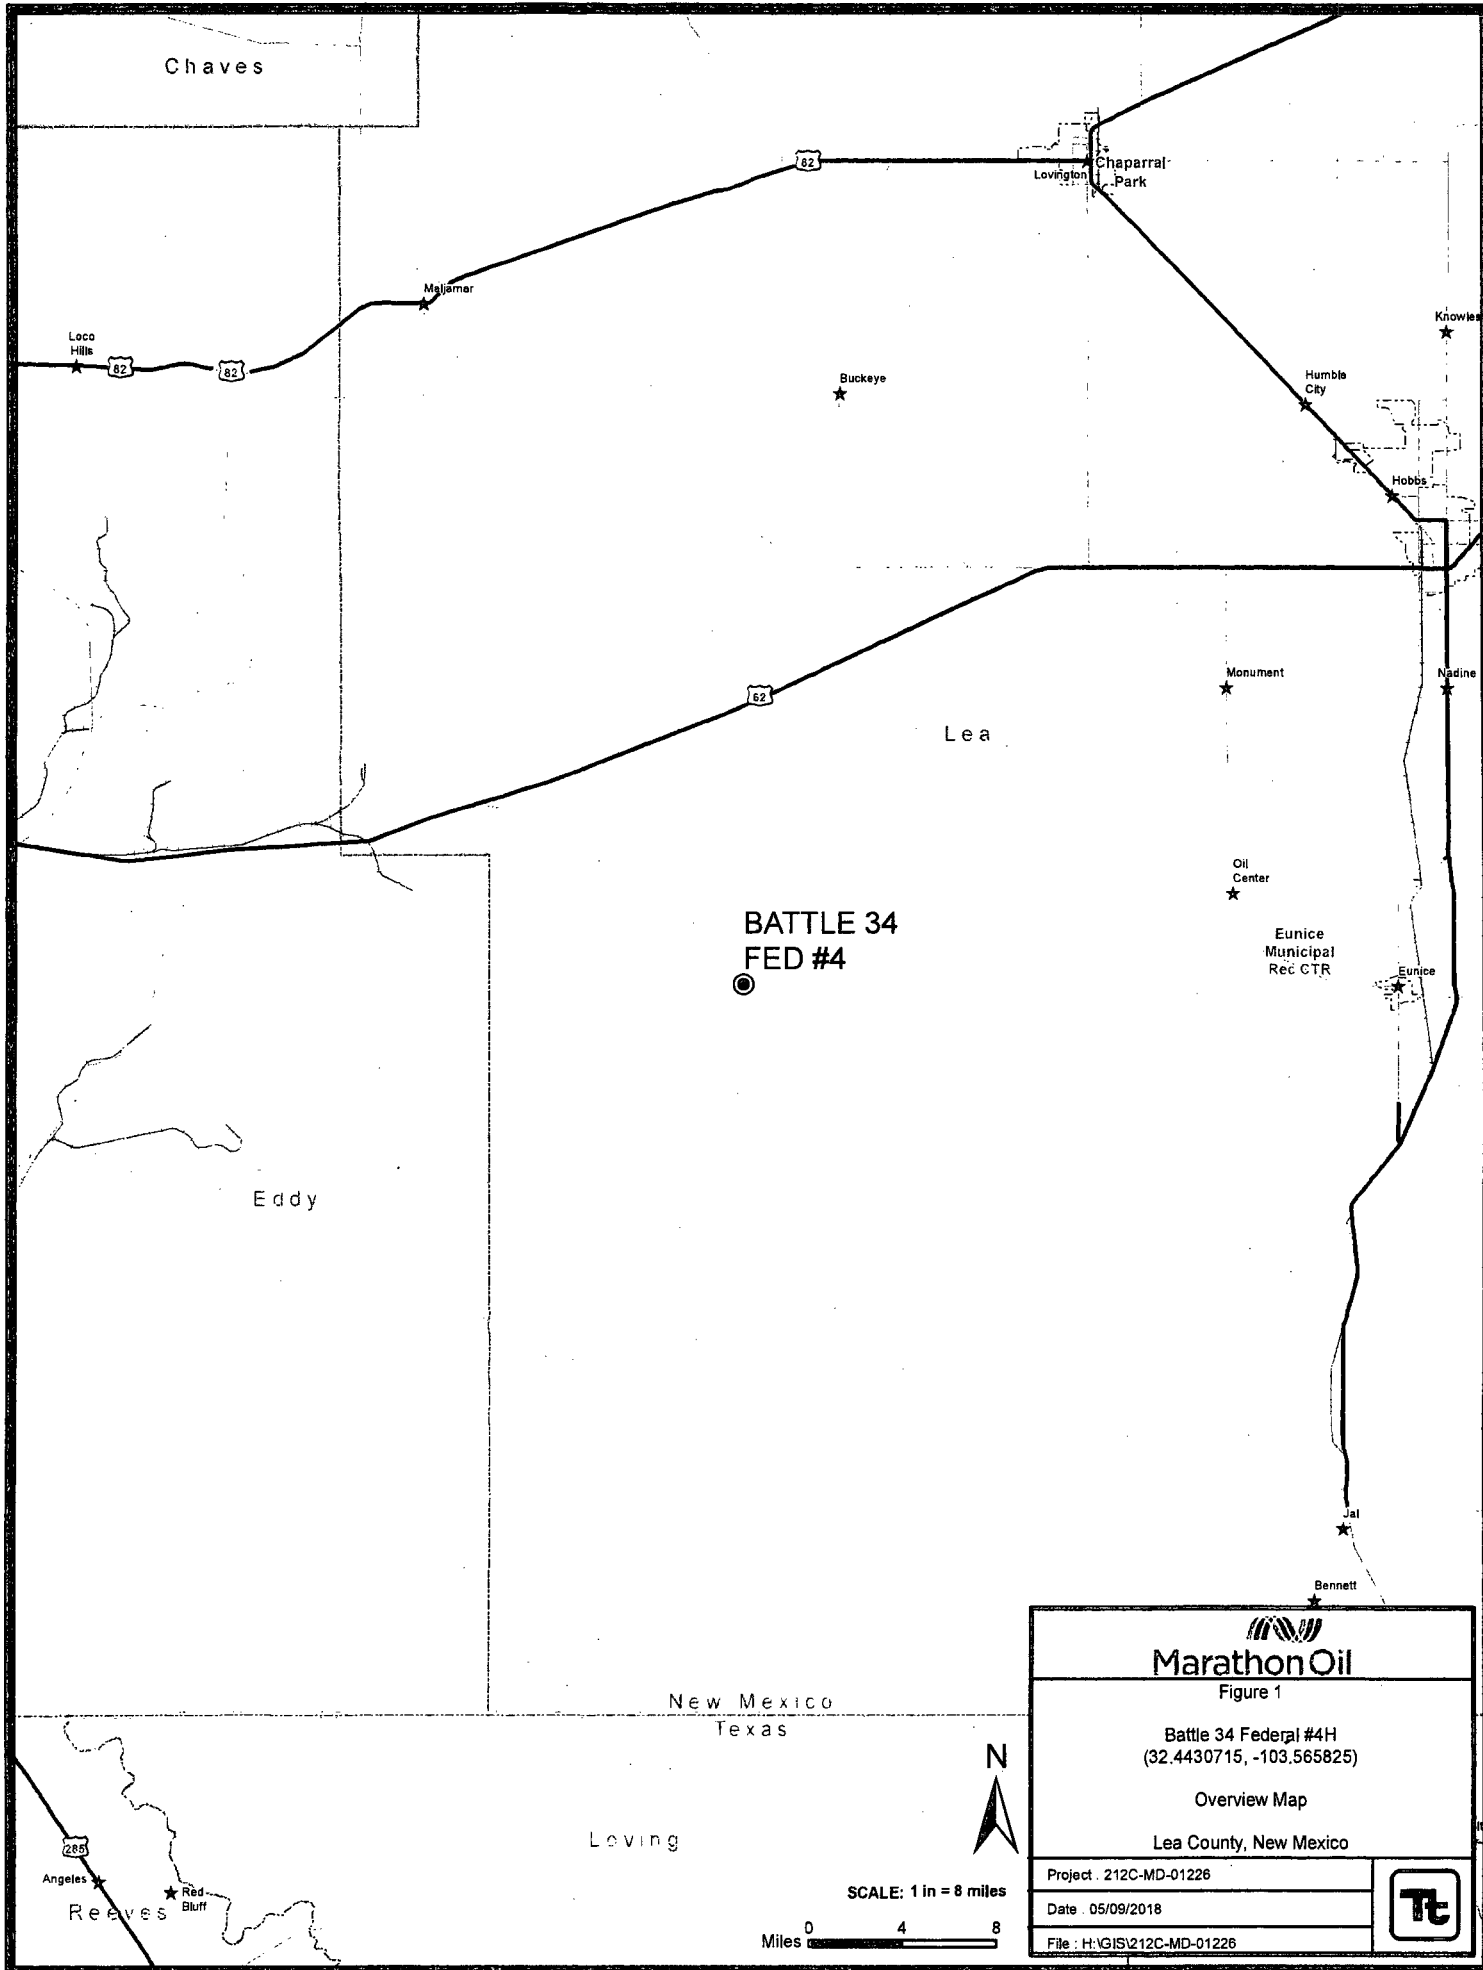 Chaves
82
Lovington
Chaparral
Park
Maljamar
Loco
Hills
82
82
Knowles
Buckeye
Humble
City
Hobbs
Monument
Nadine
62
Lea
Oil
Center
BATTLE 34
FED #4
Eunice
Municipal
Rec CTR
Eunice
Eddy
Jal
Bennett
New Mexico
Texas
N
Loving
285
Angeles
Red
Bluff
Reeves
SCALE: 1 in = 8 miles
0 4 8
Miles
Marathon Oil
Figure 1
Battle 34 Federal #4H
(32.4430715, -103.565825)
Overview Map
Lea County, New Mexico
Project : 212C-MD-01226
Date : 05/09/2018
File : H:\GIS\212C-MD-01226
Tt